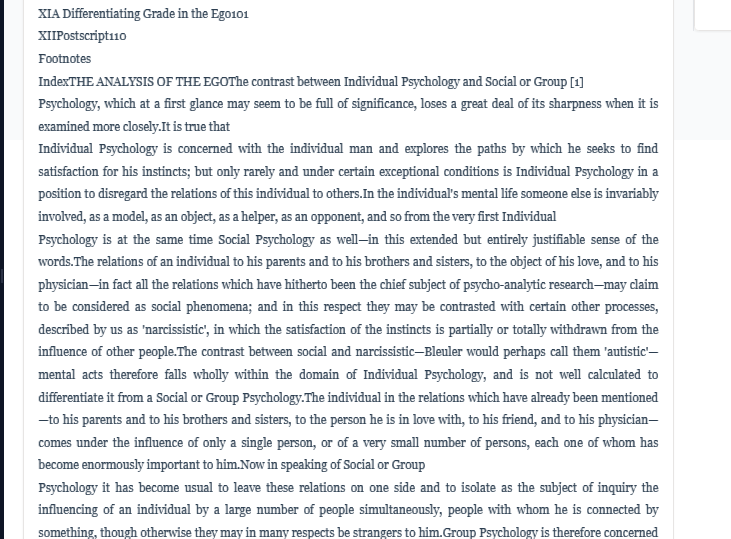 XIA Differentiating Grade in the Ego101
XIIPostscript110
Footnotes
IndexTHE ANALYSIS OF THE EGOThe contrast between Individual Psychology and Social or Group [1]
Psychology, which at a first glance may seem to be full of significance, loses a great deal of its sharpness when it is
examined more closely.It is true that
Individual Psychology is concerned with the individual man and explores the paths by which he seeks to find
satisfaction for his instincts; but only rarely and under certain exceptional conditions is Individual Psychology in a
position to disregard the relations of this individual to others.In the individual's mental life someone else is invariably
involved, as a model, as an object, as a helper, as an opponent, and so from the very first Individual
Psychology is at the same time Social Psychology as well—in this extended but entirely justifiable sense of the
words.The relations of an individual to his parents and to his brothers and sisters, to the object of his love, and to his
physician—in fact all the relations which have hitherto been the chief subject of psycho-analytic research—may claim
to be considered as social phenomena; and in this respect they may be contrasted with certain other processes,
described by us as 'narcissistic', in which the satisfaction of the instincts is partially or totally withdrawn from the
influence of other people.The contrast between social and narcissistic—Bleuler would perhaps call them 'autistic'—
mental acts therefore falls wholly within the domain of Individual Psychology, and is not well calculated to
differentiate it from a Social or Group Psychology.The individual in the relations which have already been mentioned
—to his parents and to his brothers and sisters, to the person he is in love with, to his friend, and to his physician—
comes under the influence of only a single person, or of a very small number of persons, each one of whom has
become enormously important to him.Now in speaking of Social or Group
Psychology it has become usual to leave these relations on one side and to isolate as the subject of inquiry the
influencing of an individual by a large number of people simultaneously, people with whom he is connected by
something, though otherwise they may in many respects be strangers to him.Group Psychology is therefore concerned